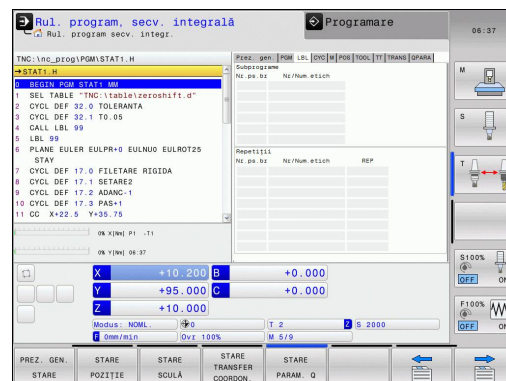 Rul. program, secv. integrală
Rul. program secv. integr.
Programare
06:37
TNC:\nc_prog\PGM\STAT1.H
→STAT1.H
0 BEGIN PGM STAT1 MM
1 SEL TABLE "TNC:\table\zeroshift.d"
2 CYCL DEF 32.0 TOLERANTA
3 CYCL DEF 32.1 T0.05
4 CALL LBL 99
5 LBL 99
6 PLANE EULER EULPR+0 EULNU0 EULROT25
STAY
7 CYCL DEF 17.0 FILETARE RIGIDA
8 CYCL DEF 17.1 SETARE2
9 CYCL DEF 17.2 ADANC-1
10 CYCL DEF 17.3 PAS+1
11 CC X+22.5 Y+35.75
Prez. gen. PGM LBL CYC M POS TOOL TT TRANS QPARA
Subprograme
Nr.ps.bz Nr/Num.etich
Repetiții
Nr.ps.bz Nr/Num.etich REP
0% X[Nm] P1 -T1
0% Y[Nm] 06:37
X +10.200 B +0.000
Y +95.000 C +0.000
Z +10.000
Modus: NOML. 0 T 2 Z S 2000
F 0mm/min Ovr 100% M 5/9
M
S
T
S100%
OFF ON
F100%
OFF ON
PREZ. GEN. STARE
STARE POZIȚIE
STARE SCULĂ
STARE TRANSFER COORDON.
STARE PARAM. Q